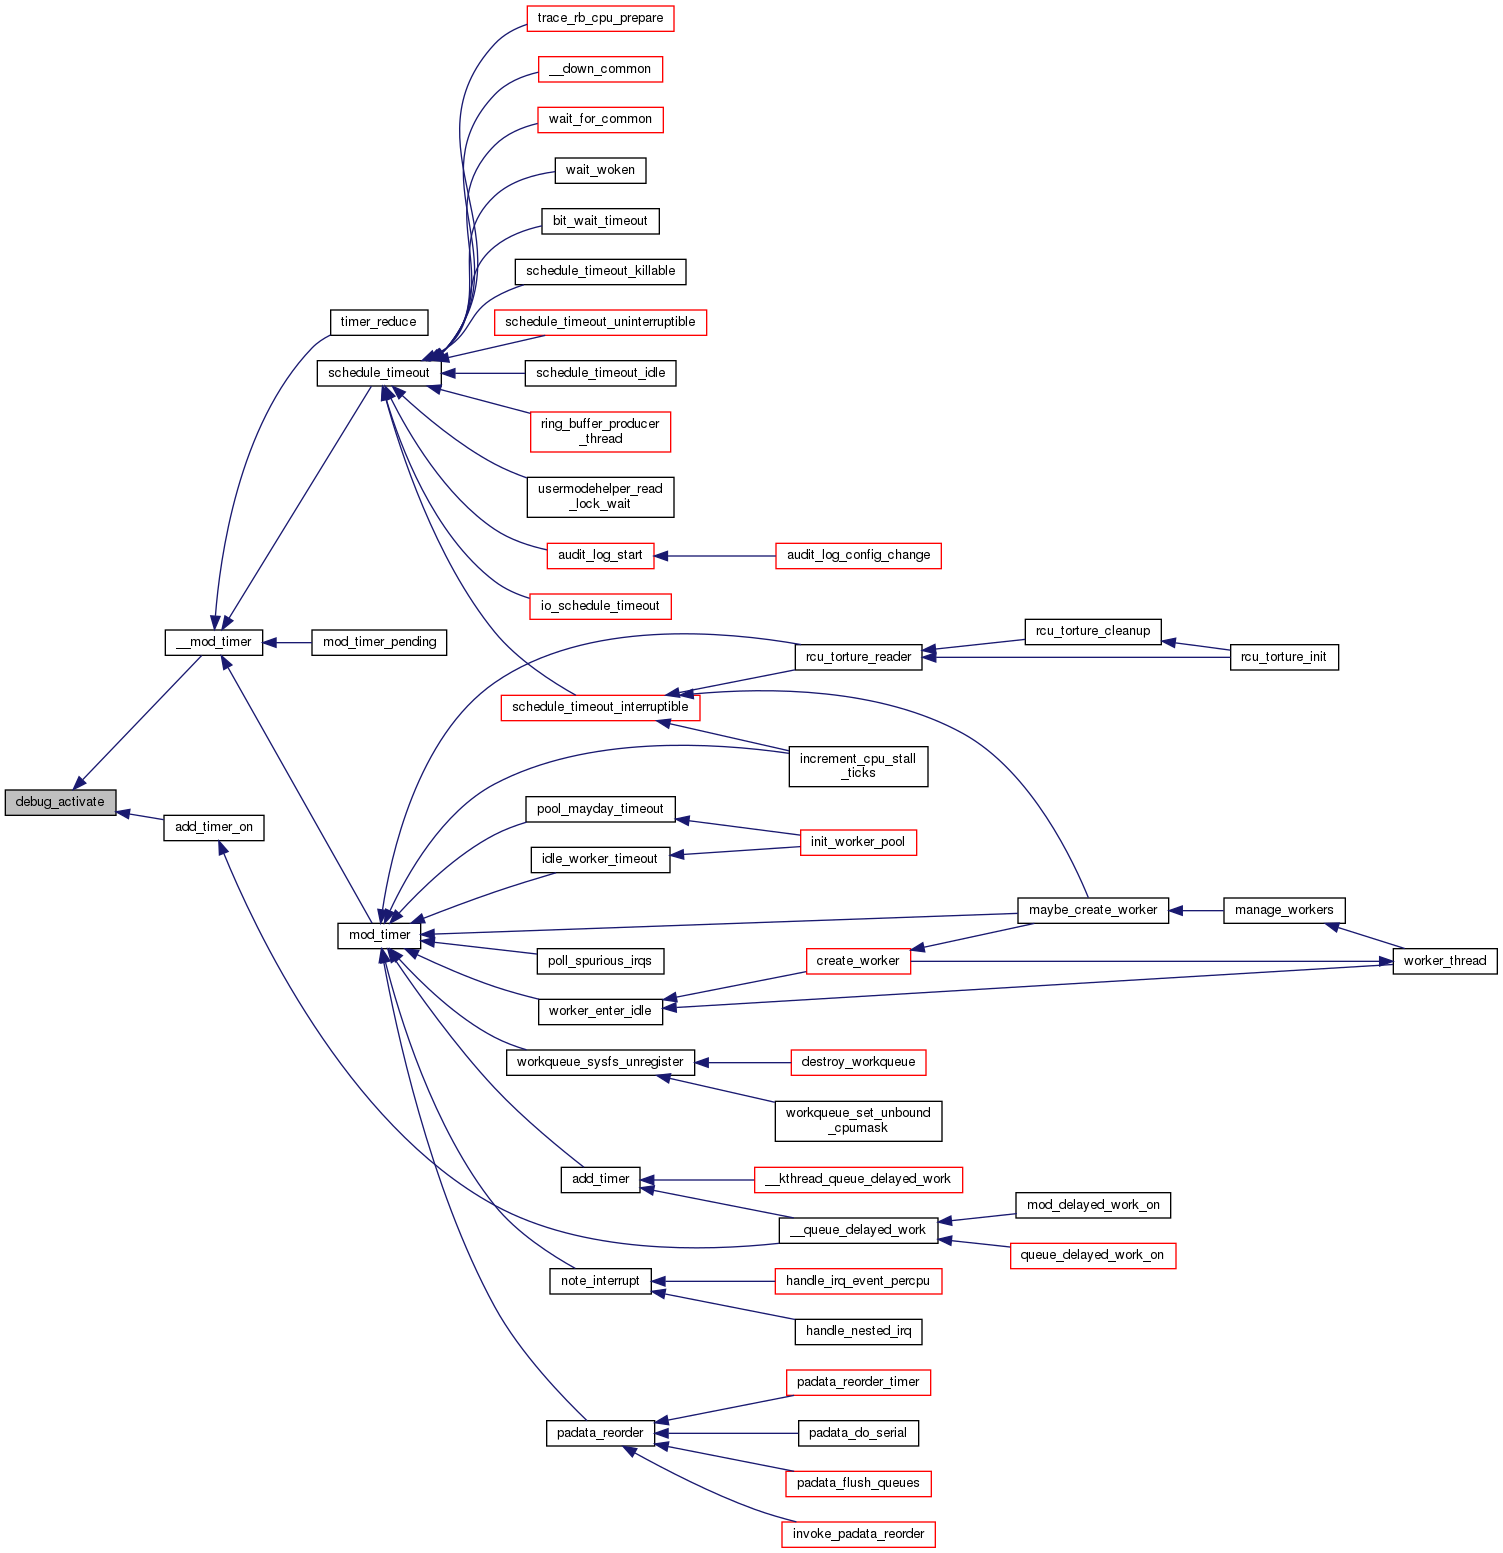 trace_rb_cpu_prepare
__down_common
wait_for_common
wait_woken
bit_wait_timeout
schedule_timeout_killable
timer_reduce
schedule_timeout_uninterruptible
schedule_timeout
schedule_timeout_idle
ring_buffer_producer
_thread
usermodehelper_read
_lock_wait
audit_log_start
audit_log_config_change
io_schedule_timeout
rcu_torture_cleanup
__mod_timer
mod_timer_pending
rcu_torture_reader
rcu_torture_init
schedule_timeout_interruptible
increment_cpu_stall
_ticks
debug_activate
pool_mayday_timeout
add_timer_on
init_worker_pool
idle_worker_timeout
maybe_create_worker
manage_workers
mod_timer
poll_spurious_irqs
create_worker
worker_thread
worker_enter_idle
workqueue_sysfs_unregister
destroy_workqueue
workqueue_set_unbound
_cpumask
add_timer
__kthread_queue_delayed_work
mod_delayed_work_on
__queue_delayed_work
queue_delayed_work_on
note_interrupt
handle_irq_event_percpu
handle_nested_irq
padata_reorder_timer
padata_reorder
padata_do_serial
padata_flush_queues
invoke_padata_reorder